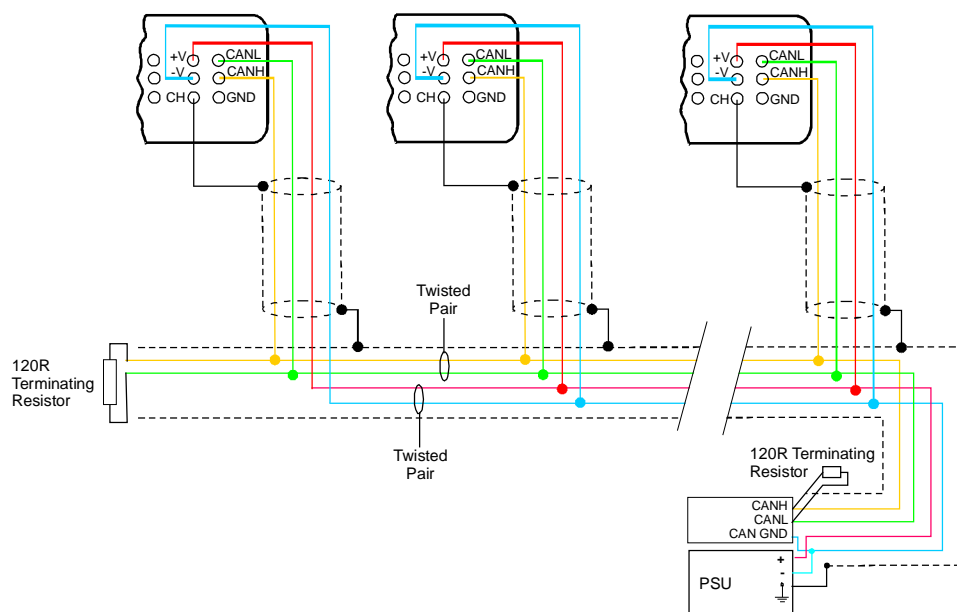 +V CANL
-V CANH
CH GND
+V CANL
-V CANH
CH GND
+V CANL
-V CANH
CH GND
Twisted
Pair
120R
Terminating
Resistor
Twisted
Pair
120R Terminating
Resistor
CANH
CANL
CAN GND
+
-
PSU